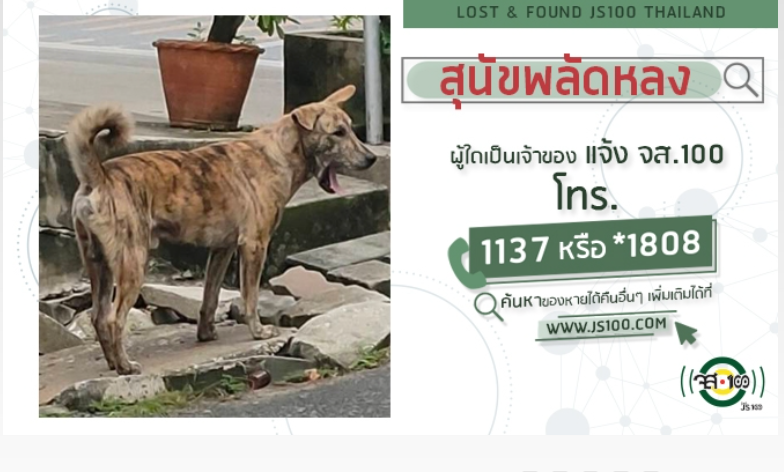 LOST & FOUND JS100 THAILAND
สุนัขพลัดหลง
ผู้ใดเป็นเจ้าของ แจ้ง จส.100
โทร.
1137 หรือ *1808
ค้นหาของหายได้คืนอื่นๆ เพิ่มเติมได้ที่
WWW.JS100.COM
จส.100
JS100